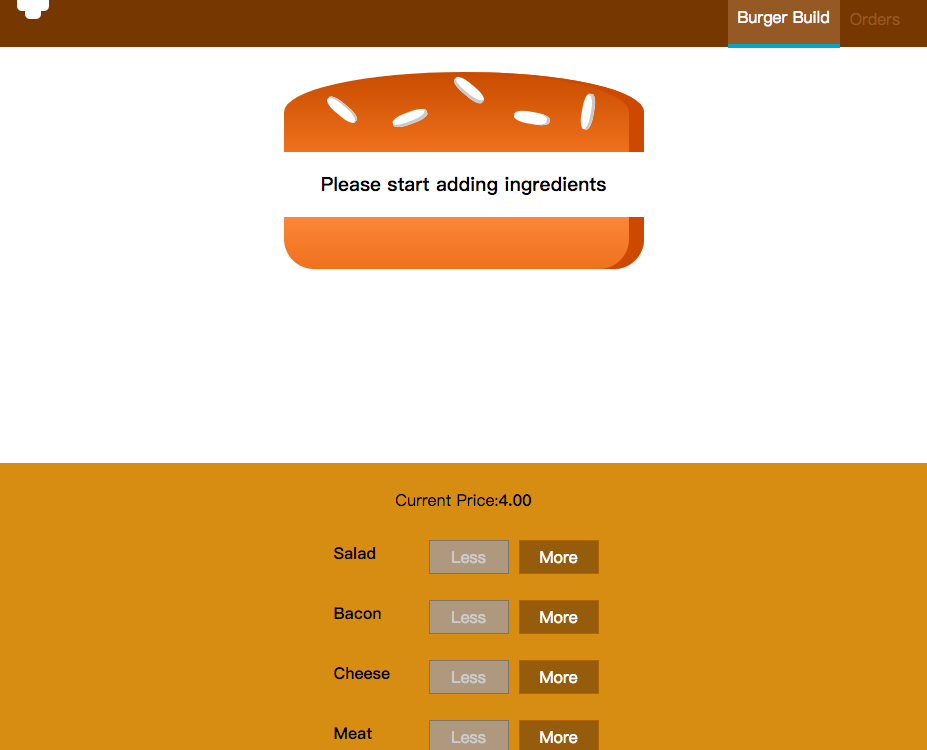 Burger Build Orders
Please start adding ingredients
Current Price:4.00
Salad Less More
Bacon Less More
Cheese Less More
Meat Less More